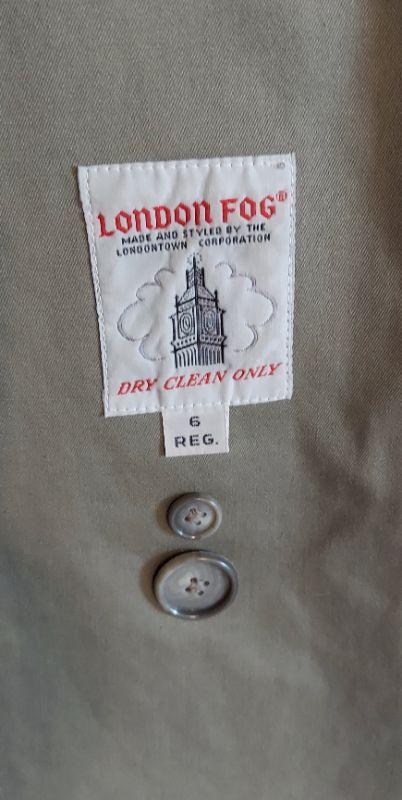 LONDON FOG®
MADE AND STYLED BY THE
LONDONTOWN CORPORATION
DRY CLEAN ONLY
6
REG.